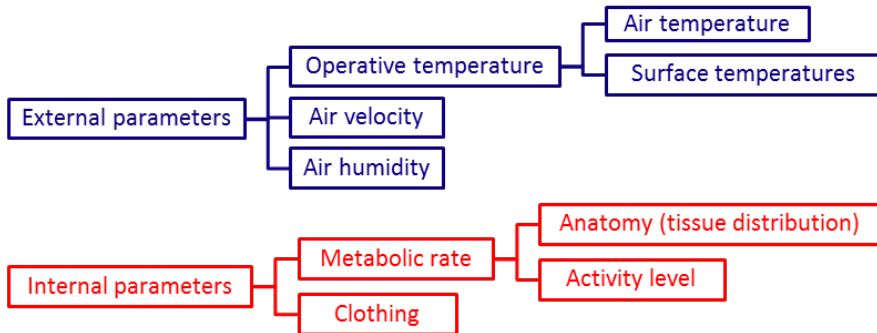 Air temperature
Operative temperature
Surface temperatures
External parameters
Air velocity
Air humidity
Anatomy (tissue distribution)
Metabolic rate
Activity level
Internal parameters
Clothing